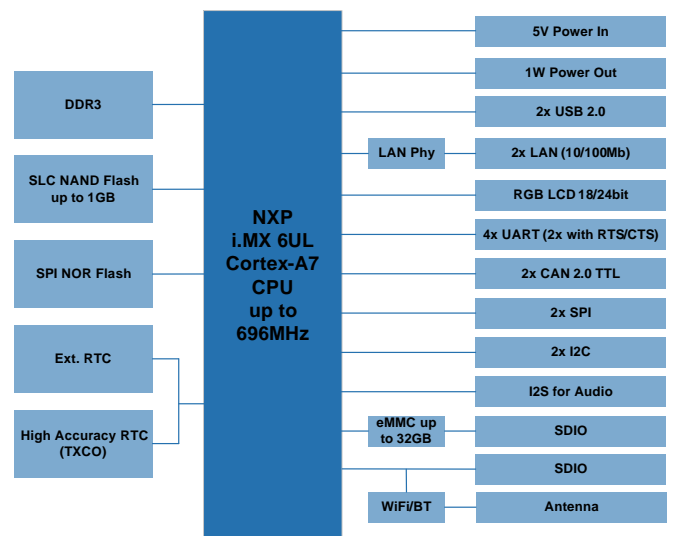 DDR3
SLC NAND Flash
up to 1GB
SPI NOR Flash
Ext. RTC
High Accuracy RTC
(TXCO)
NXP
i.MX 6UL
Cortex-A7
CPU
up to
696MHz
5V Power In
1W Power Out
2x USB 2.0
LAN Phy
2x LAN (10/100Mb)
RGB LCD 18/24bit
4x UART (2x with RTS/CTS)
2x CAN 2.0 TTL
2x SPI
2x I2C
I2S for Audio
eMMC up
to 32GB
SDIO
SDIO
WiFi/BT
Antenna